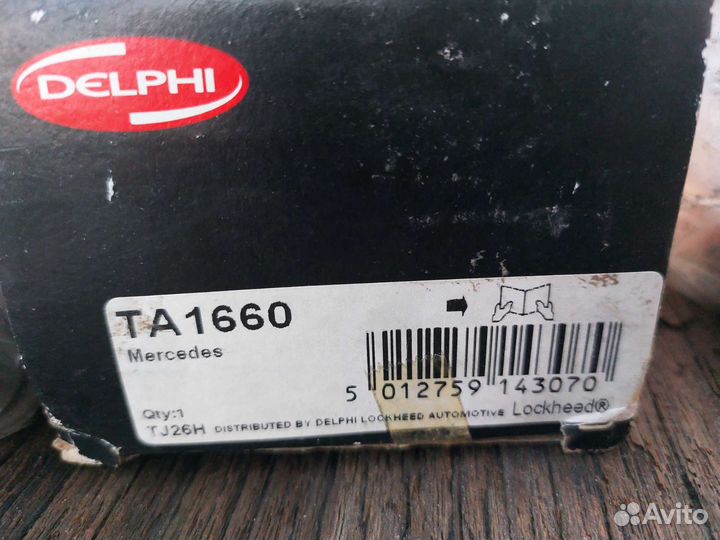 DELPHI
TA1660
Mercedes
5 012759 143070
Qty:1
TJ26H DISTRIBUTED BY DELPHI LOCKHEED AUTOMOTIVE Lockheed®
Avito